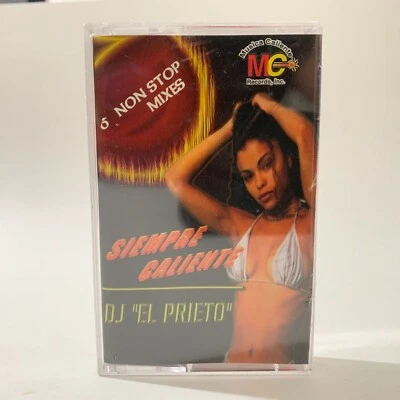 Musica Caliente
MC
Records, Inc.
6 NON STOP
MIXES
SIEMPRE
CALIENTE
DJ "EL PRIETO"